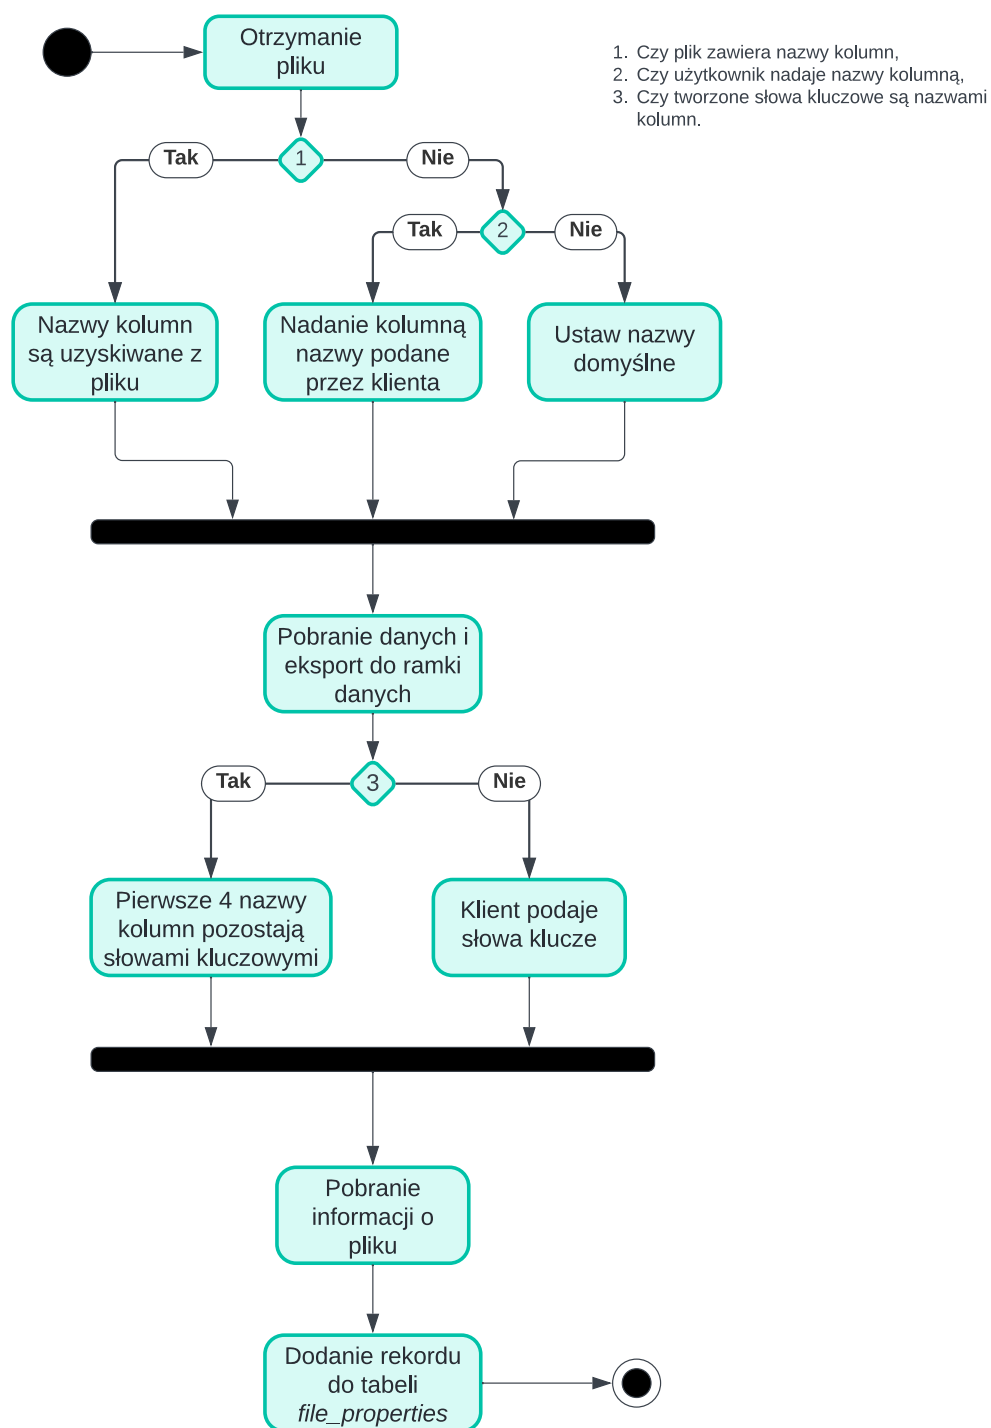 Otrzymanie
pliku
1. Czy plik zawiera nazwy kolumn,
2. Czy użytkownik nadaje nazwy kolumną,
3. Czy tworzone słowa kluczowe są nazwami
kolumn.
Tak
1
Nie
Tak
2
Nie
Nazwy kolumn
są uzyskiwane z
pliku
Nadanie kolumną
nazwy podane
przez klienta
Ustaw nazwy
domyślne
Pobranie danych i
eksport do ramki
danych
Tak
3
Nie
Pierwsze 4 nazwy
kolumn pozostają
słowami kluczowymi
Klient podaje
słowa klucze
Pobranie
informacji o
pliku
Dodanie rekordu
do tabeli
file_properties